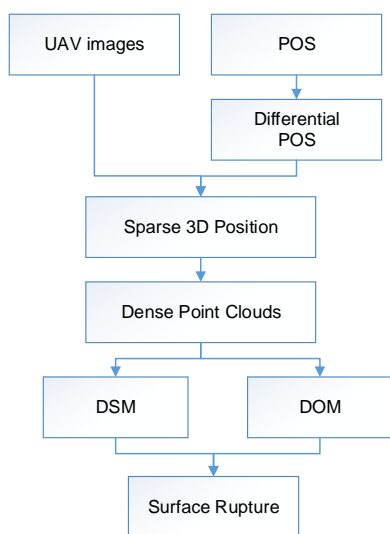 UAV images
POS
Differential
POS
Sparse 3D Position
Dense Point Clouds
DSM
DOM
Surface Rupture